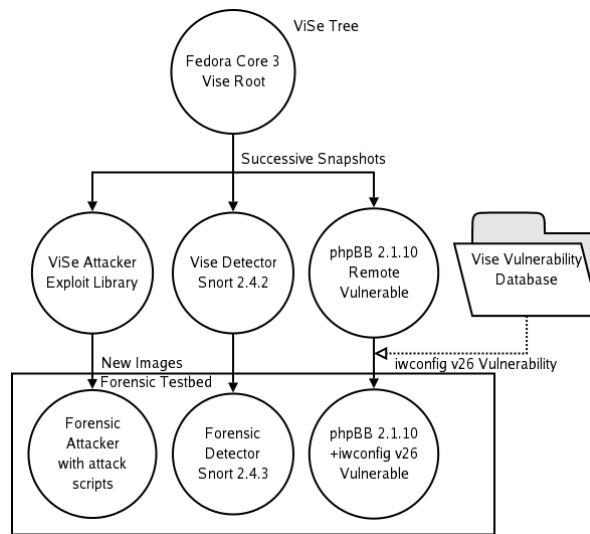 ViSe Tree
Fedora Core 3
Vise Root
Successive Snapshots
ViSe Attacker
Exploit Library
Vise Detector
Snort 2.4.2
phpBB 2.1.10
Remote
Vulnerable
Vise Vulnerability
Database
New Images
iwconfig v26 Vulnerability
Forensic Testbed
Forensic
Attacker
with attack
scripts
Forensic
Detector
Snort 2.4.3
phpBB 2.1.10
+iwconfig v26
Vulnerable